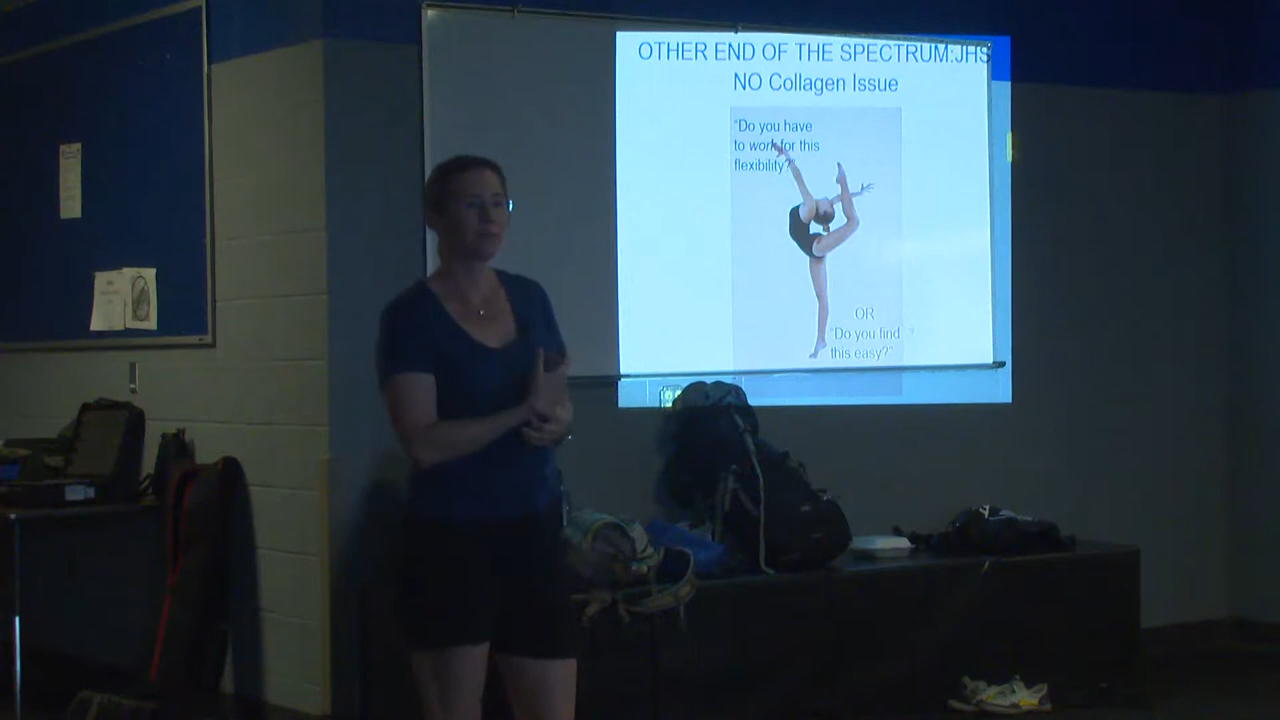 OTHER END OF THE SPECTRUM:JHS
NO Collagen Issue
"Do you have
to work for this
flexibility?"
OR
"Do you find
this easy?"